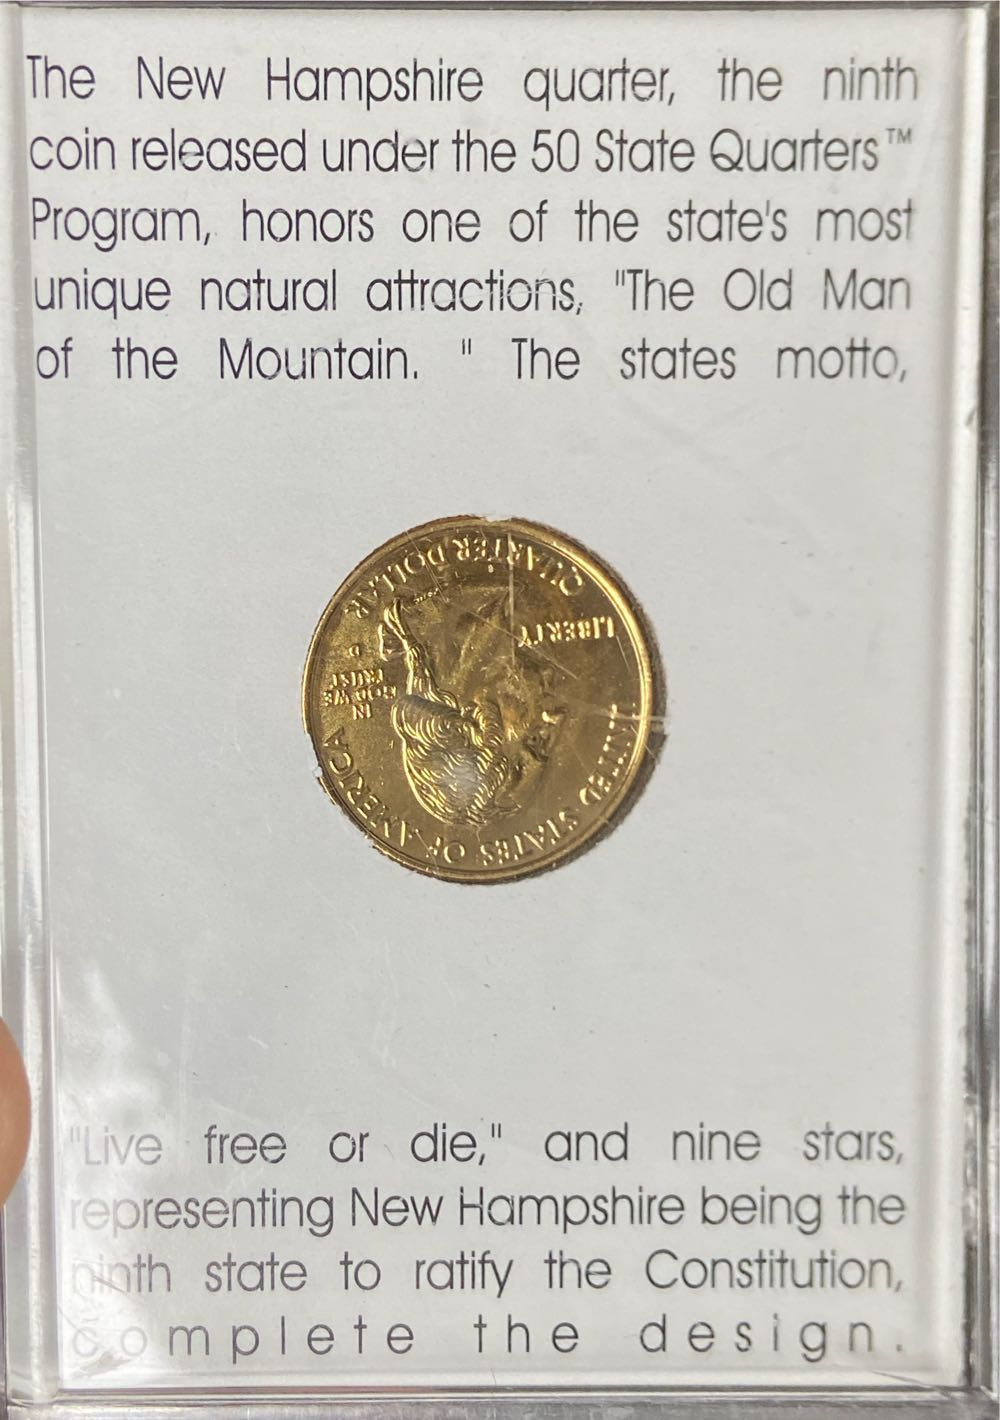 The New Hampshire quarter, the ninth
coin released under the 50 State Quarters™
Program, honors one of the state's most
unique natural attractions, "The Old Man
of the Mountain. " The states motto,
QUARTER DOLLAR
LIBERTY
D
IN
GOD WE
TRUST
UNITED STATES OF AMERICA
"Live free or die," and nine stars,
representing New Hampshire being the
ninth state to ratify the Constitution,
complete the design.